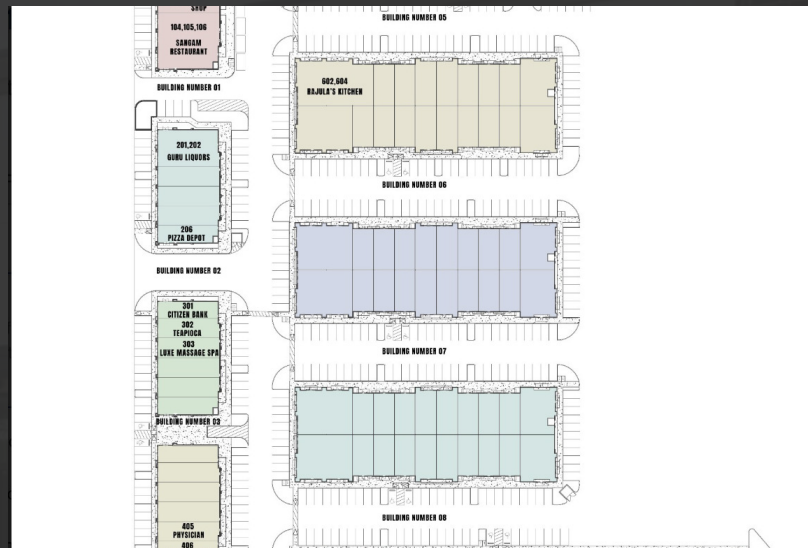 SHOP
104,105,106
SANGAM
RESTAURANT
BUILDING NUMBER 01
201,202
GURU LIQUORS
206
PIZZA DEPOT
BUILDING NUMBER 02
301
CITIZEN BANK
302
TEAPIOCA
303
LUXE MASSAGE SPA
BUILDING NUMBER 03
405
PHYSICIAN
406
BUILDING NUMBER 05
602,604
RAJULA'S KITCHEN
BUILDING NUMBER 06
BUILDING NUMBER 07
BUILDING NUMBER 08